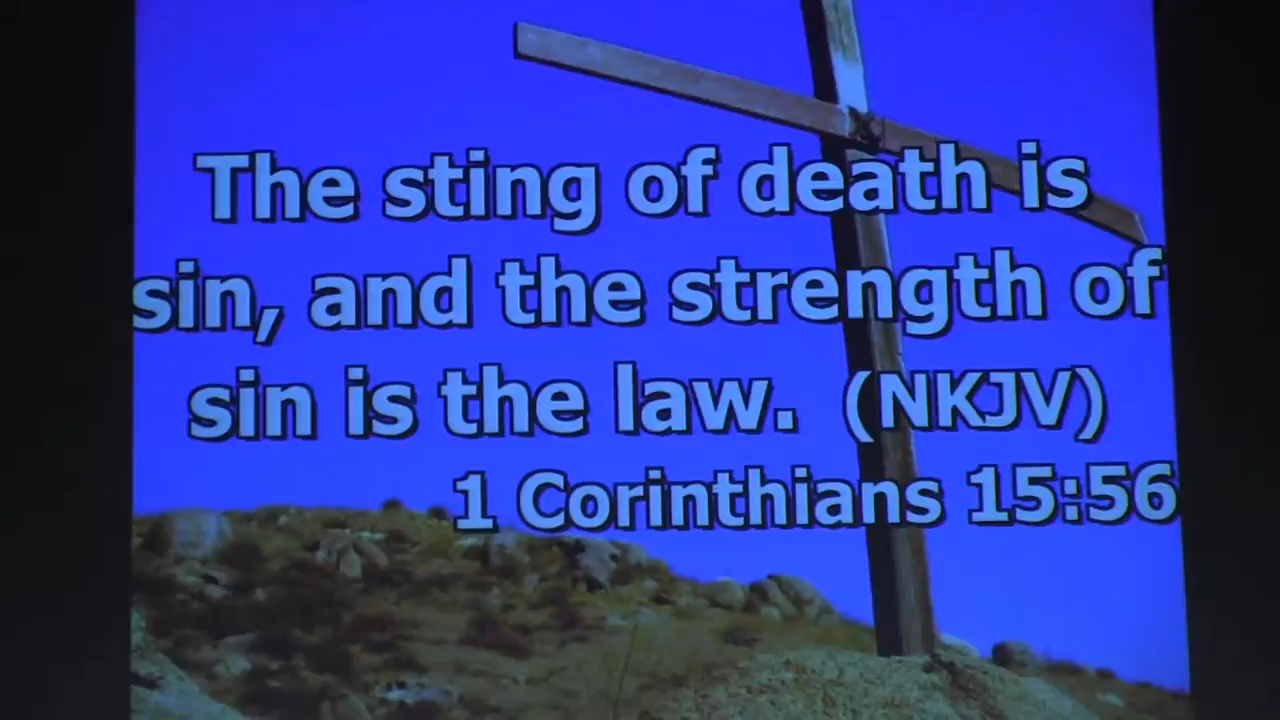 The sting of death is
sin, and the strength of
sin is the law. (NKJV)
1 Corinthians 15:56